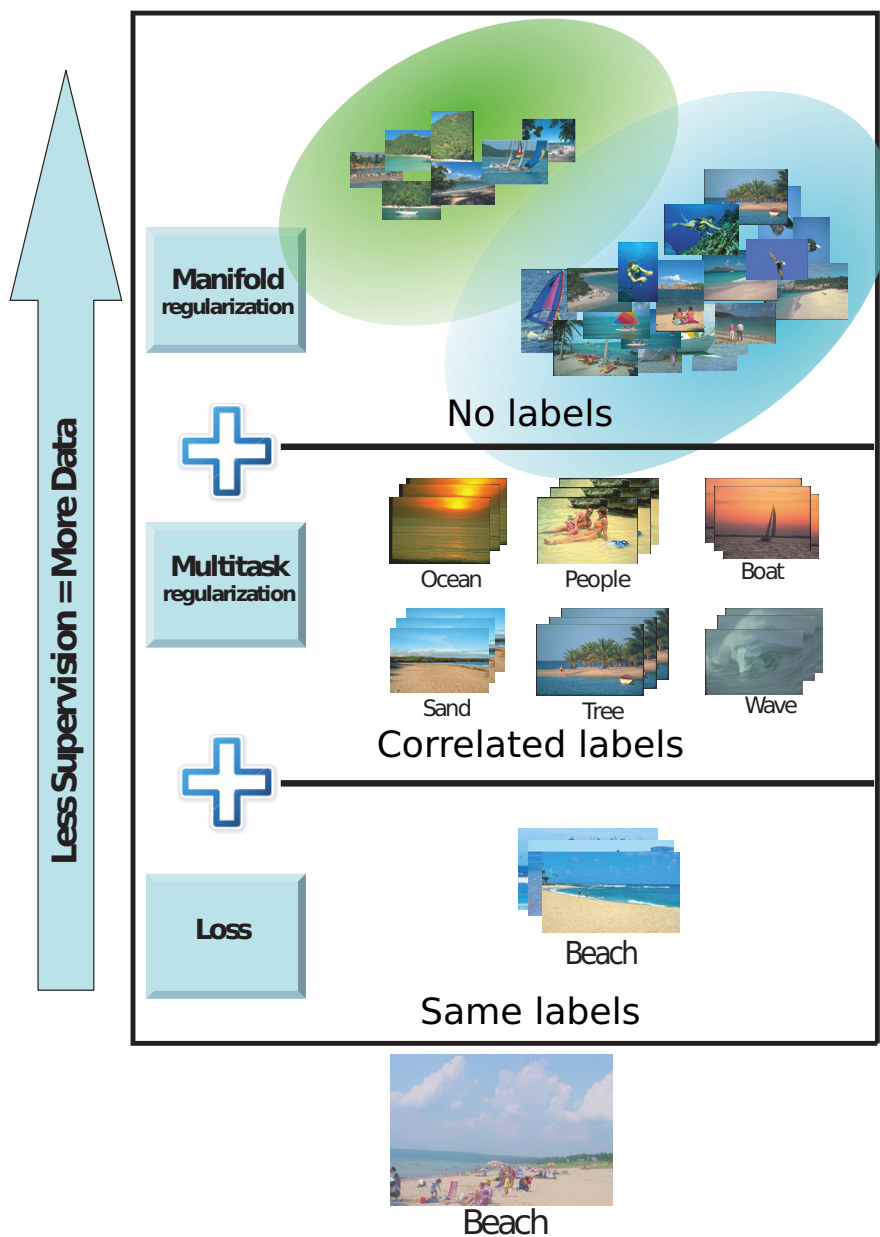 Less Supervision = More Data
Manifold
regularization
No labels
Multitask
regularization
Ocean
People
Boat
Sand
Tree
Wave
Correlated labels
Loss
Beach
Same labels
Beach